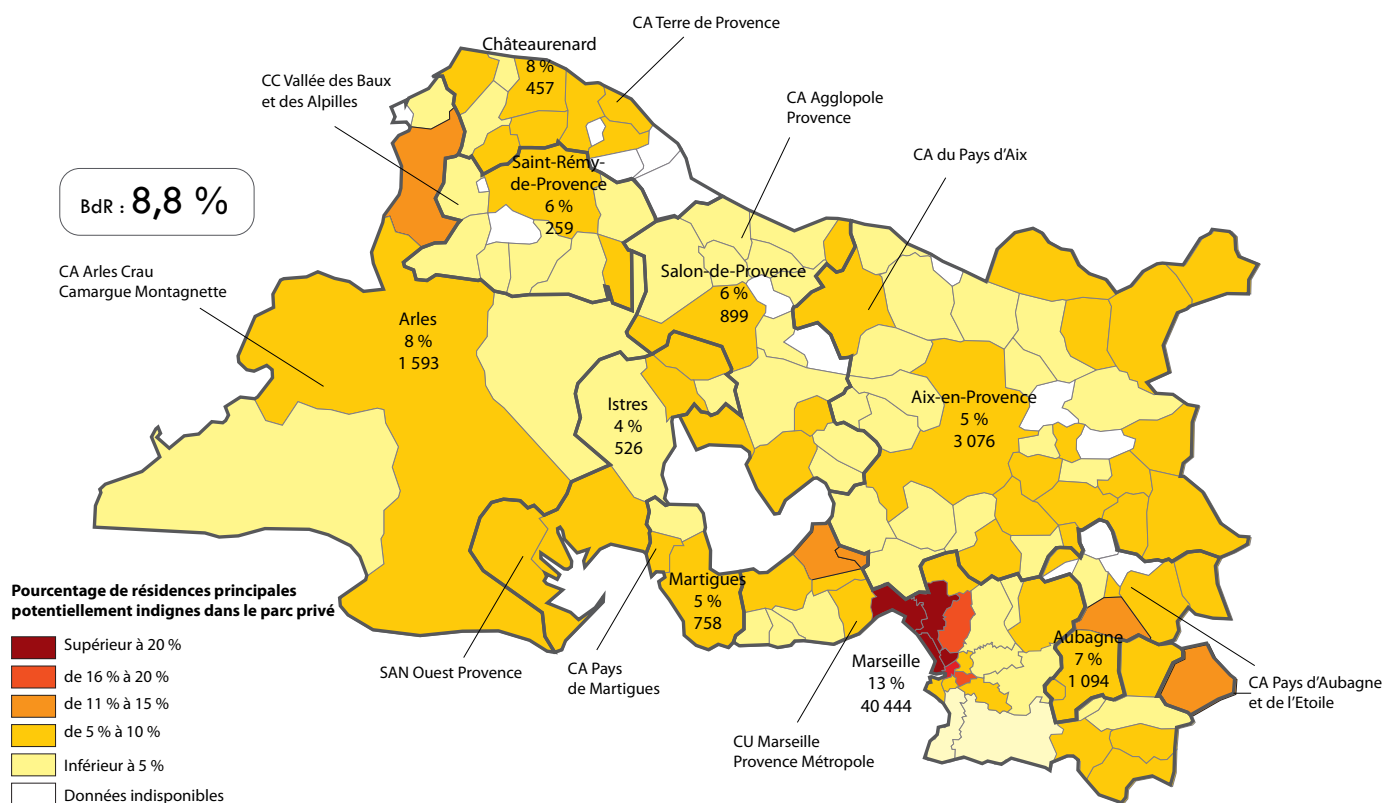 CA Terre de Provence
Châteaurenard
8 %
457
CC Vallée des Baux
et des Alpilles
CA Agglopole
Provence
CA du Pays d'Aix
Saint-Rémy-
de-Provence
6 %
259
BdR : 8,8 %
CA Arles Crau
Camargue Montagnette
Salon-de-Provence
6 %
899
Arles
8 %
1 593
Istres
4 %
526
Aix-en-Provence
5 %
3 076
Martigues
5 %
758
Pourcentage de résidences principales
potentiellement indignes dans le parc privé
Supérieur à 20 %
de 16 % à 20 %
de 11 % à 15 %
de 5 % à 10 %
Inférieur à 5 %
Données indisponibles
SAN Ouest Provence
CA Pays
de Martigues
Marseille
13 %
40 444
Aubagne
7 %
1 094
CA Pays d'Aubagne
et de l'Etoile
CU Marseille
Provence Métropole